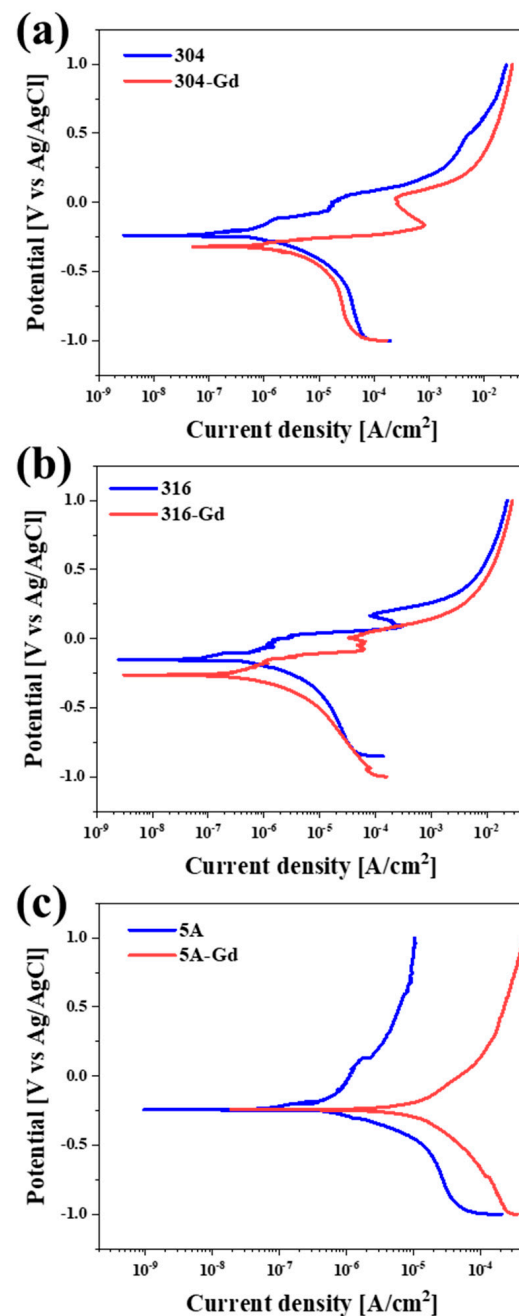 (a)
304
304-Gd
1.0
0.5
0.0
-0.5
-1.0
Potential [V vs Ag/AgCl]
10⁻⁹ 10⁻⁸ 10⁻⁷ 10⁻⁶ 10⁻⁵ 10⁻⁴ 10⁻³ 10⁻²
Current density [A/cm²]
(b)
316
316-Gd
1.0
0.5
0.0
-0.5
-1.0
Potential [V vs Ag/AgCl]
10⁻⁹ 10⁻⁸ 10⁻⁷ 10⁻⁶ 10⁻⁵ 10⁻⁴ 10⁻³ 10⁻²
Current density [A/cm²]
(c)
5A
5A-Gd
1.0
0.5
0.0
-0.5
-1.0
Potential [V vs Ag/AgCl]
10⁻⁹ 10⁻⁸ 10⁻⁷ 10⁻⁶ 10⁻⁵ 10⁻⁴
Current density [A/cm²]